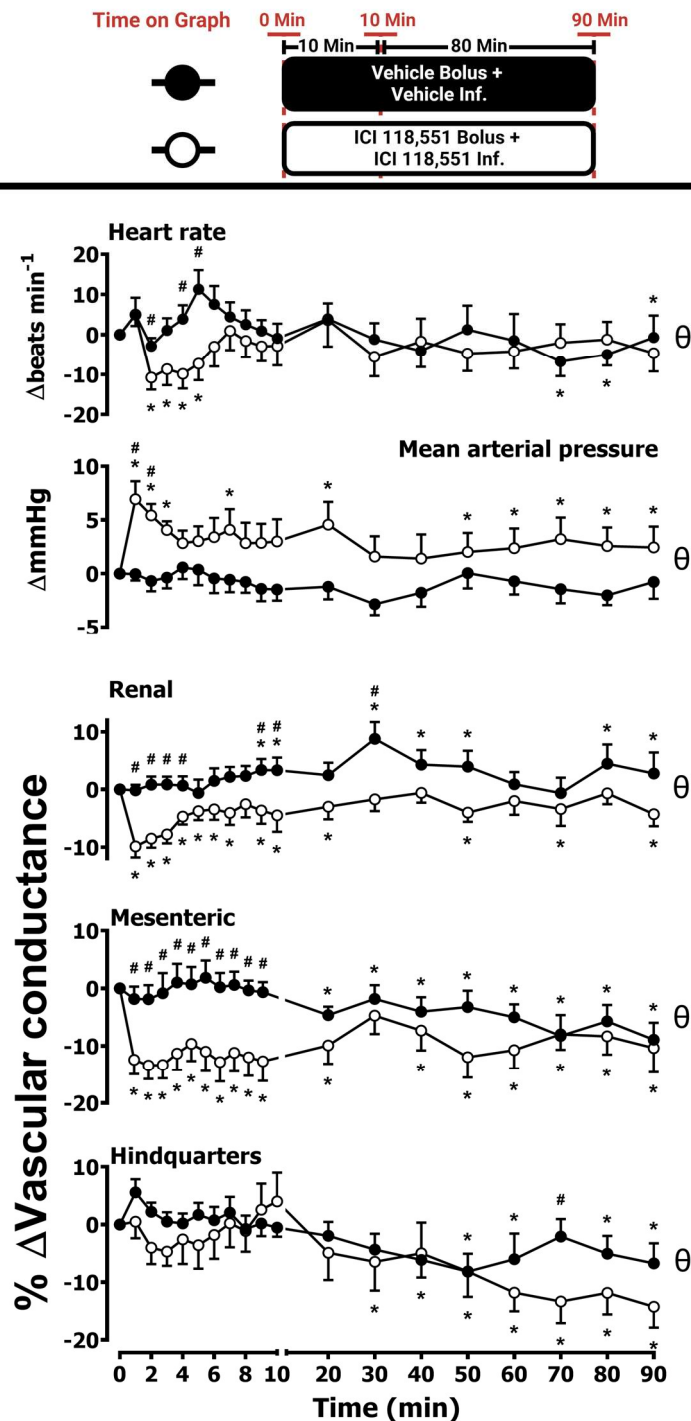 Time on Graph 0 Min 10 Min 90 Min
10 Min 80 Min
Vehicle Bolus +
Vehicle Inf.
ICI 118,551 Bolus +
ICI 118,551 Inf.
Heart rate
Δbeats min⁻¹
20
10
0
-10
-20
# # # * * * * * * * θ
Mean arterial pressure
ΔmmHg
10
5
0
-5
# * # * * * * * * * * * θ
% ΔVascular conductance
Renal
10
0
-10
# # # # # * # * # * * * * * θ
* * * * * * * * * * * * *
Mesenteric
10
0
-10
-20
# # # # # # # # # * * * * * * * * θ
* * * * * * * * * * * * * * * *
Hindquarters
10
0
-10
-20
* * # * * θ
* * * * * * *
0 2 4 6 8 10 20 30 40 50 60 70 80 90
Time (min)